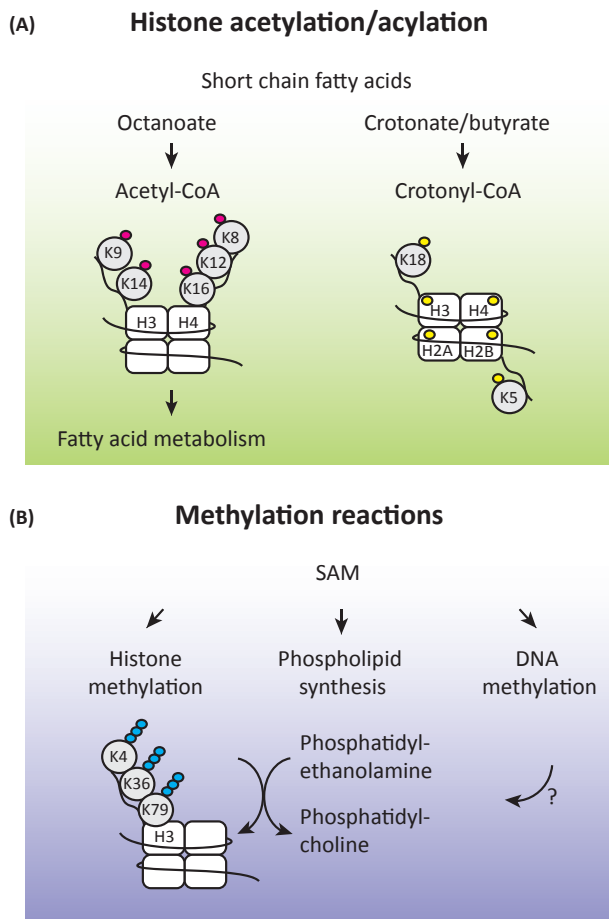 (A)
Histone acetylation/acylation
Short chain fatty acids
Octanoate
Crotonate/butyrate
Acetyl-CoA
Crotonyl-CoA
K9
K14
K8
K12
K16
H3
H4
K18
H3
H4
H2A
H2B
K5
Fatty acid metabolism
(B)
Methylation reactions
SAM
Histone
methylation
Phospholipid
synthesis
DNA
methylation
K4
K36
K79
H3
Phosphatidyl-
ethanolamine
Phosphatidyl-
choline
?